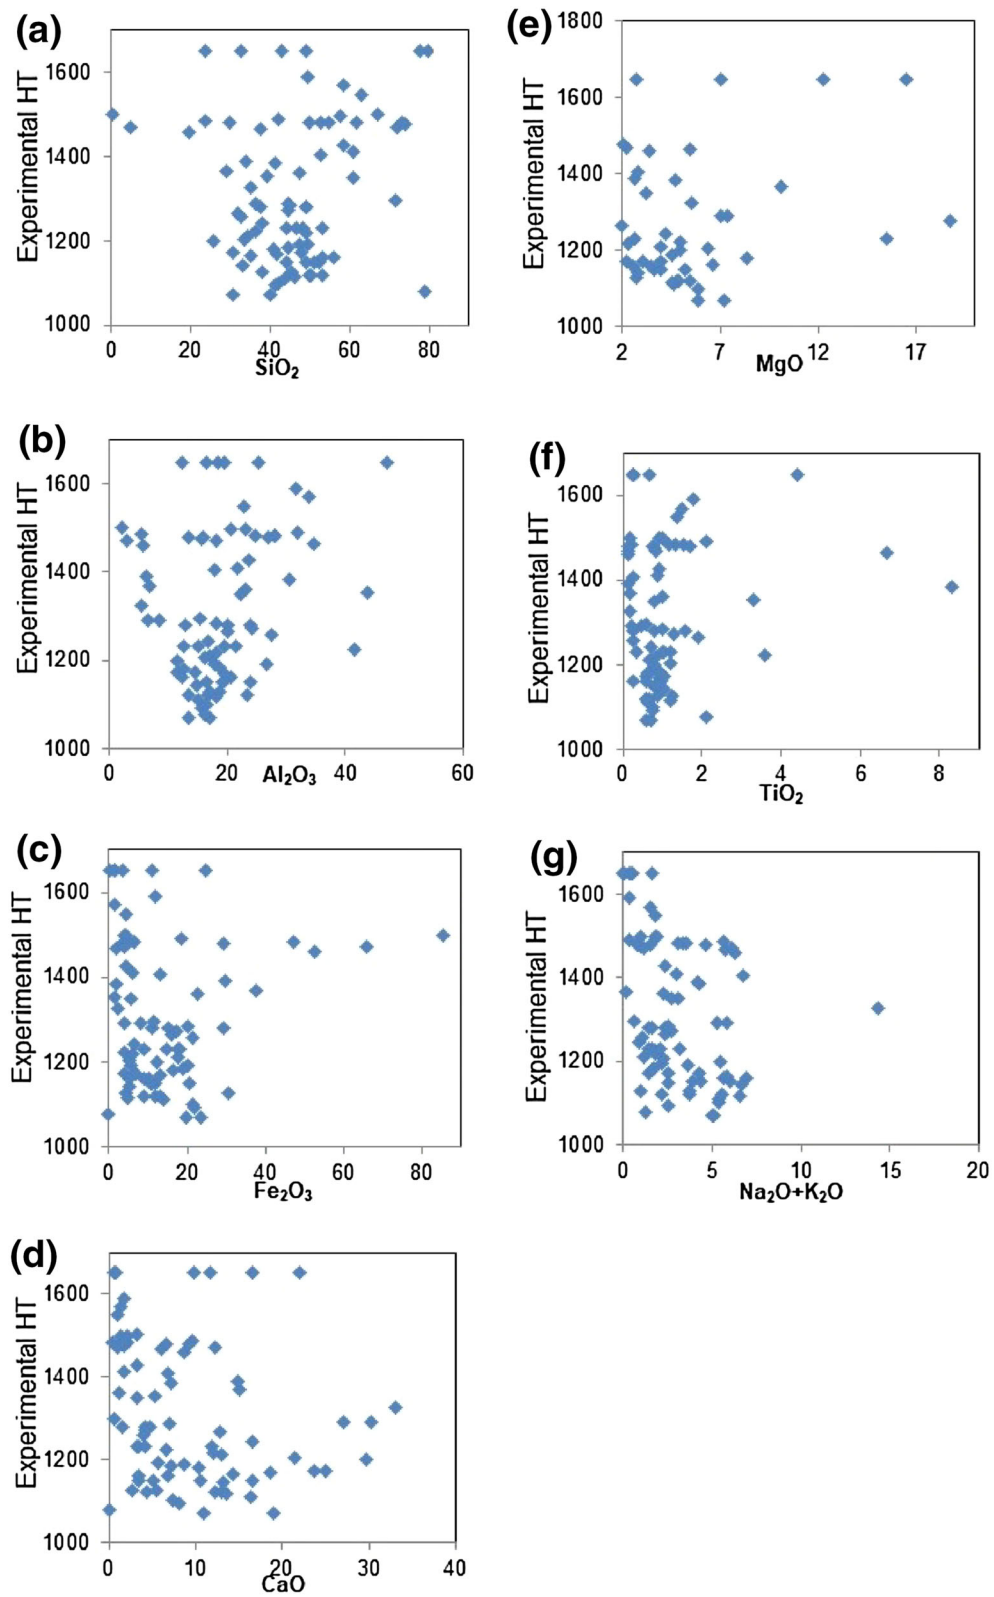 (a)
Experimental HT
1600
1400
1200
1000
0 20 40 60 80
SiO₂
(b)
Experimental HT
1600
1400
1200
1000
0 20 40 60
Al₂O₃
(c)
Experimental HT
1600
1400
1200
1000
0 20 40 60 80
Fe₂O₃
(d)
Experimental HT
1600
1400
1200
1000
0 10 20 30 40
CaO
(e)
Experimental HT
1800
1600
1400
1200
1000
2 7 12 17
MgO
(f)
Experimental HT
1600
1400
1200
1000
0 2 4 6 8
TiO₂
(g)
Experimental HT
1600
1400
1200
1000
0 5 10 15 20
Na₂O+K₂O